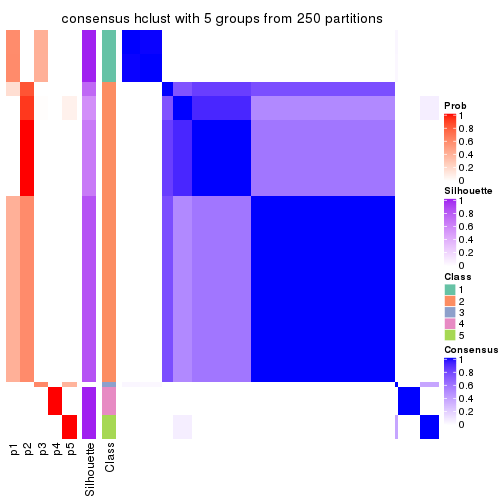 consensus hclust with 5 groups from 250 partitions
Prob
1
0.8
0.6
0.4
0.2
0
Silhouette
1
0.8
0.6
0.4
0.2
0
Class
1
2
3
4
5
Consensus
1
0.8
0.6
0.4
0.2
0
p1
p2
p3
p4
p5
Silhouette
Class